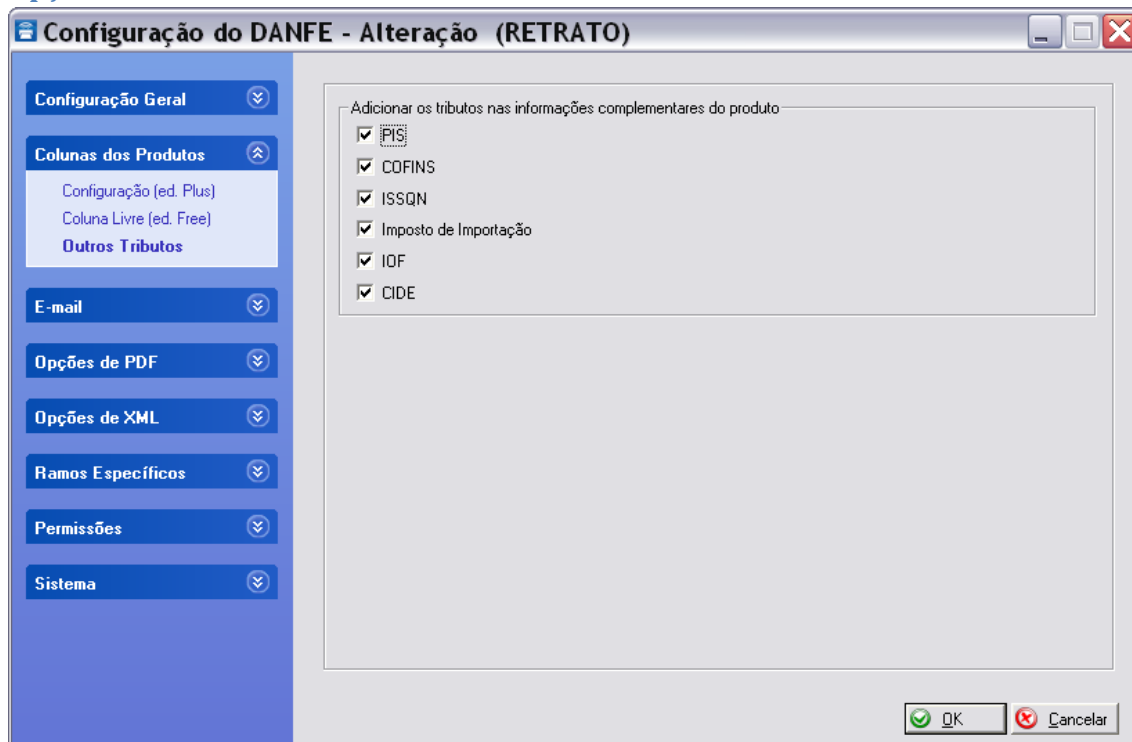 Configuração do DANFE - Alteração (RETRATO)
Configuração Geral
Colunas dos Produtos
Configuração (ed. Plus)
Coluna Livre (ed. Free)
Outros Tributos
E-mail
Opções de PDF
Opções de XML
Ramos Específicos
Permissões
Sistema
Adicionar os tributos nas informações complementares do produto
PIS
COFINS
ISSQN
Imposto de Importação
IOF
CIDE
OK
Cancelar